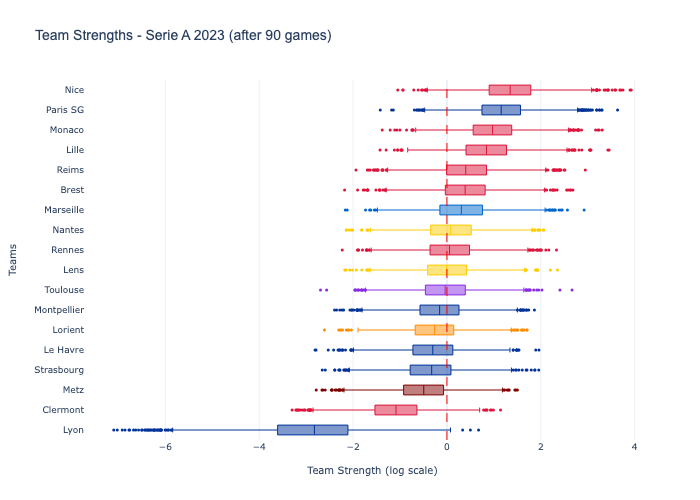 Team Strengths - Serie A 2023 (after 90 games)
Nice
Paris SG
Monaco
Lille
Reims
Brest
Marseille
Nantes
Rennes
Lens
Toulouse
Montpellier
Lorient
Le Havre
Strasbourg
Metz
Clermont
Lyon
Teams
−6 −4 −2 0 2 4
Team Strength (log scale)